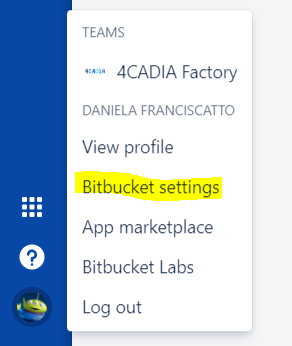 TEAMS
4CADIA 4CADIA Factory
DANIELA FRANCISCATTO
View profile
Bitbucket settings
App marketplace
Bitbucket Labs
? Log out